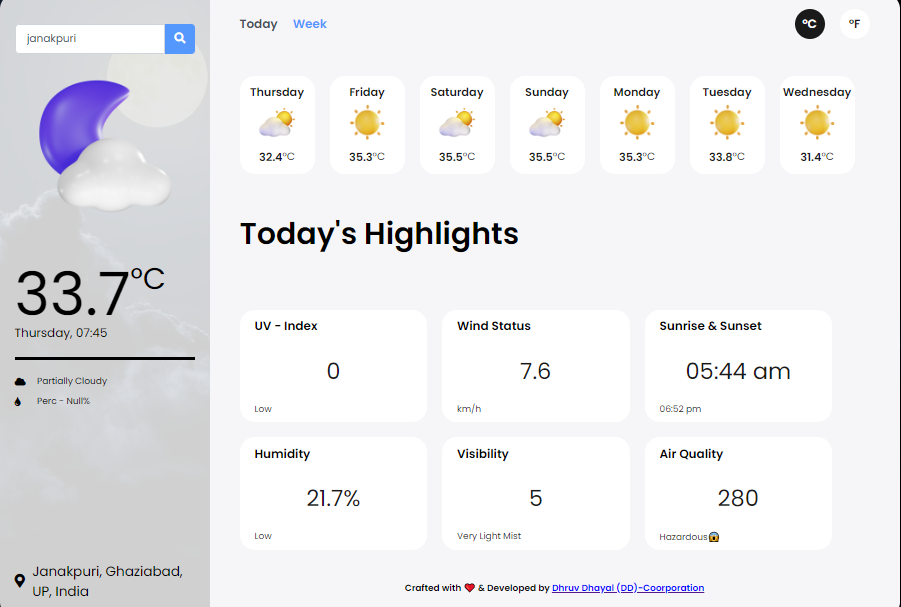 janakpuri
33.7°C
Thursday, 07:45
Partially Cloudy
Perc - Null%
Janakpuri, Ghaziabad,
UP, India
Today Week
°C °F
Thursday Friday Saturday Sunday Monday Tuesday Wednesday
32.4°C 35.3°C 35.5°C 35.5°C 35.3°C 33.8°C 31.4°C
Today's Highlights
UV - Index
0
Low
Wind Status
7.6
km/h
Sunrise & Sunset
05:44 am
06:52 pm
Humidity
21.7%
Low
Visibility
5
Very Light Mist
Air Quality
280
Hazardous😱
Crafted with ❤️ & Developed by Dhruv Dhayal (DD)-Coorporation